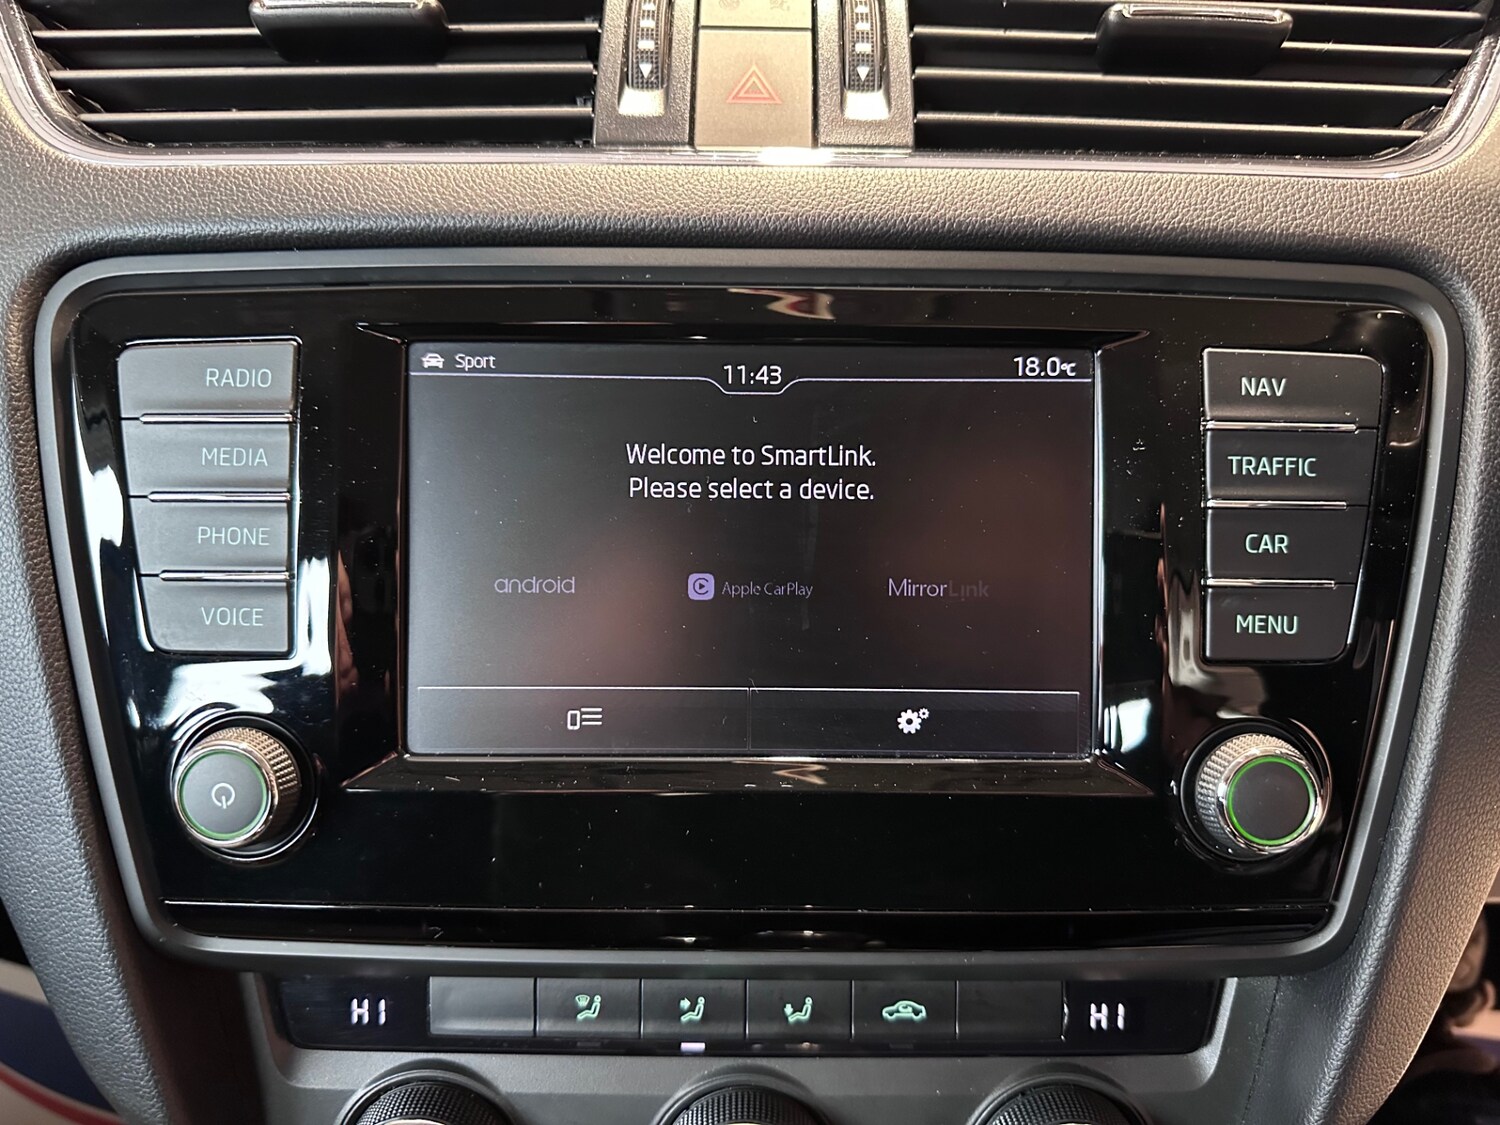 Sport
11:43
18.0°C
RADIO
MEDIA
PHONE
VOICE
Welcome to SmartLink.
Please select a device.
android
Apple CarPlay
MirrorLink
NAV
TRAFFIC
CAR
MENU
HI
HI